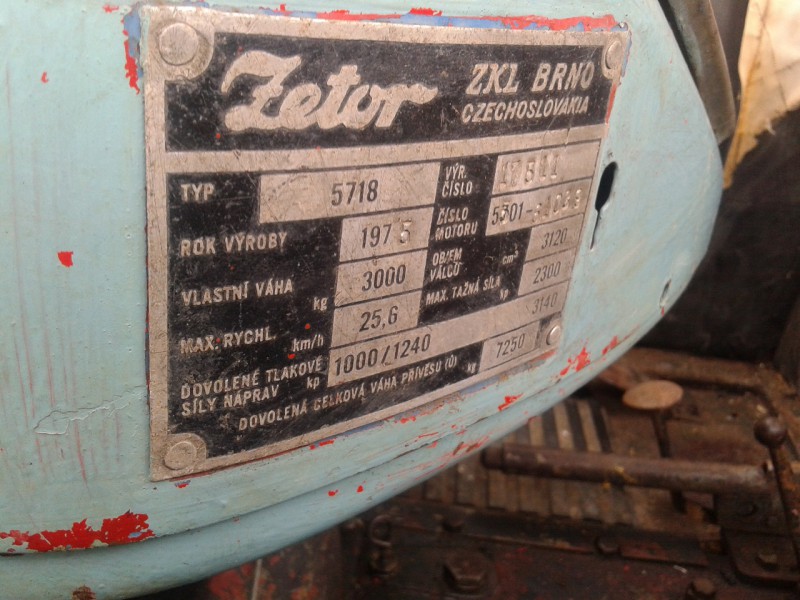 Zetor
ZKL BRNO
CZECHOSLOVAKIA
TYP 5718
VÝR. ČÍSLO
ROK VÝROBY 1975
ČÍSLO MOTORU
VLASTNÍ VÁHA kg 3000
OBJEM VÁLCŮ cm³ 3120
MAX. RYCHL. km/h 25,6
MAX. TAŽNÁ SÍLA kp 2300
DOVOLENÉ TLAKOVÉ SÍLY NÁPRAV kp 1000/1240 3140
DOVOLENÁ CELKOVÁ VÁHA PŘÍVĚSU (Ů) kg 7250